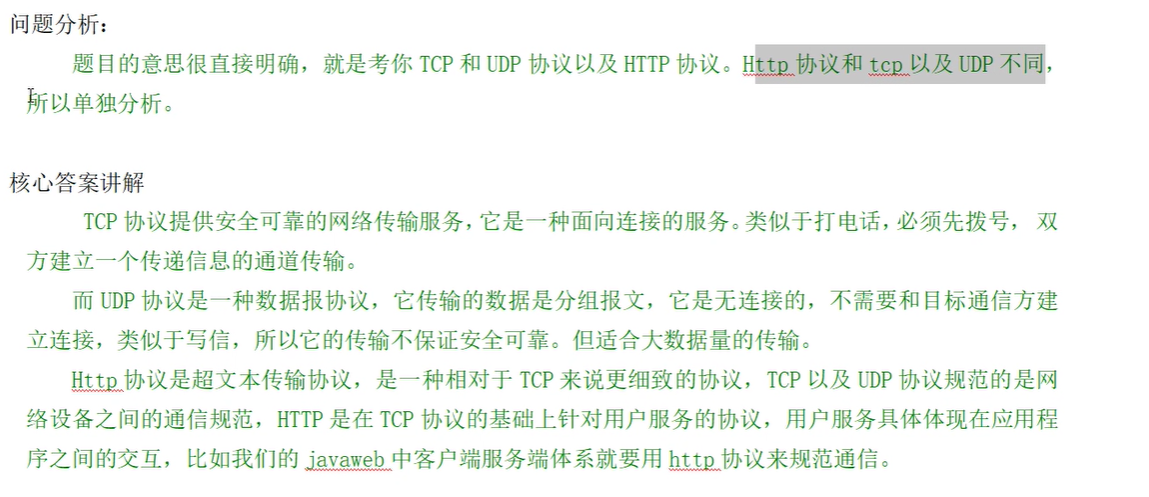 问题分析：
题目的意思很直接明确，就是考你 TCP 和 UDP 协议以及 HTTP 协议。Http 协议和 tcp 以及 UDP 不同，
所以单独分析。
核心答案讲解
TCP 协议提供安全可靠的网络传输服务，它是一种面向连接的服务。类似于打电话，必须先拨号， 双
方建立一个传递信息的通道传输。
而 UDP 协议是一种数据报协议，它传输的数据是分组报文，它是无连接的，不需要和目标通信方建
立连接，类似于写信，所以它的传输不保证安全可靠。但适合大数据量的传输。
Http 协议是超文本传输协议，是一种相对于 TCP 来说更细致的协议，TCP 以及 UDP 协议规范的是网
络设备之间的通信规范，HTTP 是在 TCP 协议的基础上针对用户服务的协议，用户服务具体体现在应用程
序之间的交互，比如我们的 javaweb 中客户端服务端体系就要用 http 协议来规范通信。